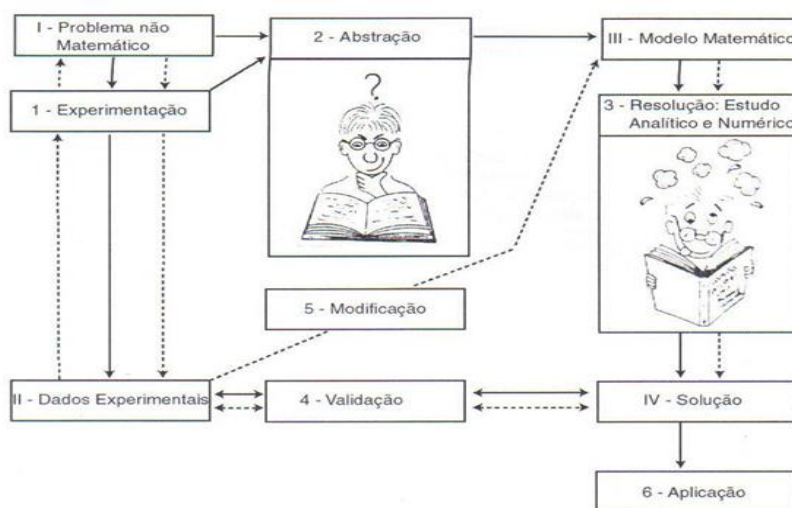 I - Problema não
Matemático
2 - Abstração
III - Modelo Matemático
?
1 - Experimentação
3 - Resolução: Estudo
Analítico e Numérico
5 - Modificação
II - Dados Experimentais
4 - Validação
IV - Solução
6 - Aplicação